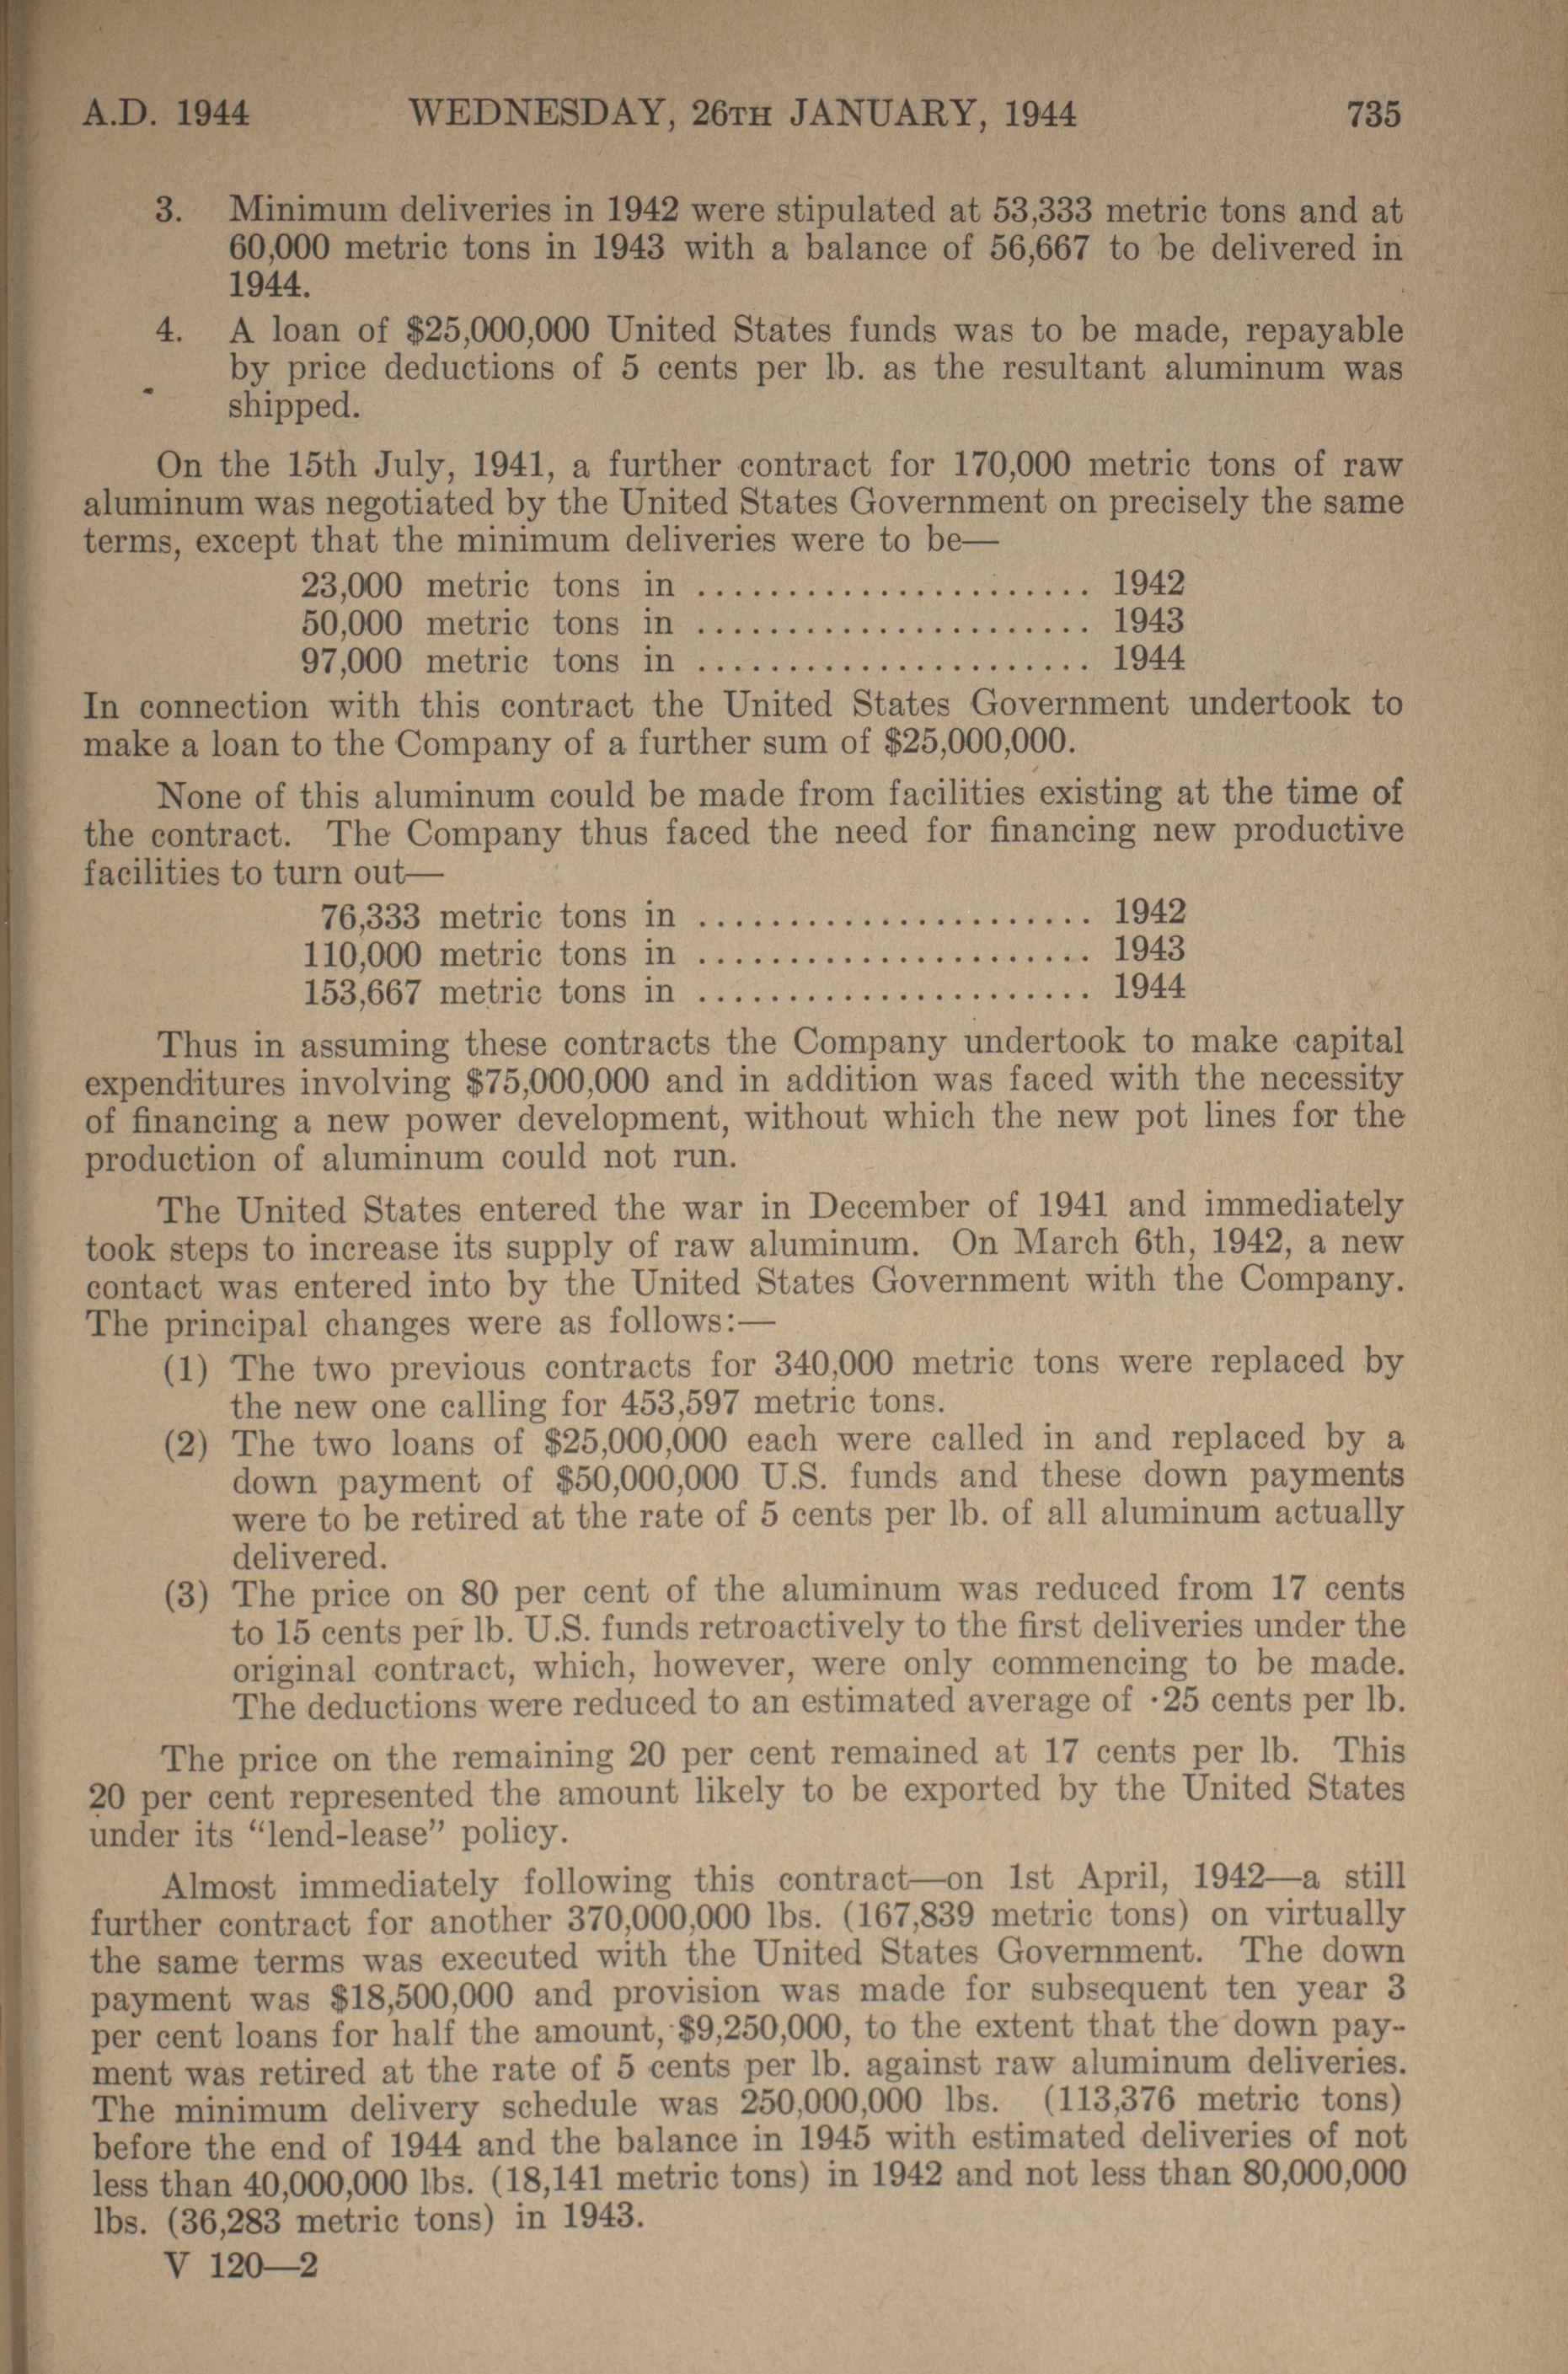 A.D. 1944 WEDNESDAY, 26TH JANUARY, 1944 735
3. Minimum deliveries in 1942 were stipulated at 53,333 metric tons and at
60,000 metric tons in 1943 with a balance of 56,667 to be delivered in
1944.
4. A loan of $25,000,000 United States funds was to be made, repayable
by price deductions of 5 cents per lb. as the resultant aluminum was
shipped.
On the 15th July, 1941, a further contract for 170,000 metric tons of raw
aluminum was negotiated by the United States Government on precisely the same
terms, except that the minimum deliveries were to be—
23,000 metric tons in ...................... 1942
50,000 metric tons in ...................... 1943
97,000 metric tons in ...................... 1944
In connection with this contract the United States Government undertook to
make a loan to the Company of a further sum of $25,000,000.
None of this aluminum could be made from facilities existing at the time of
the contract. The Company thus faced the need for financing new productive
facilities to turn out—
76,333 metric tons in ...................... 1942
110,000 metric tons in ...................... 1943
153,667 metric tons in ...................... 1944
Thus in assuming these contracts the Company undertook to make capital
expenditures involving $75,000,000 and in addition was faced with the necessity
of financing a new power development, without which the new pot lines for the
production of aluminum could not run.
The United States entered the war in December of 1941 and immediately
took steps to increase its supply of raw aluminum. On March 6th, 1942, a new
contact was entered into by the United States Government with the Company.
The principal changes were as follows:—
(1) The two previous contracts for 340,000 metric tons were replaced by
the new one calling for 453,597 metric tons.
(2) The two loans of $25,000,000 each were called in and replaced by a
down payment of $50,000,000 U.S. funds and these down payments
were to be retired at the rate of 5 cents per lb. of all aluminum actually
delivered.
(3) The price on 80 per cent of the aluminum was reduced from 17 cents
to 15 cents per lb. U.S. funds retroactively to the first deliveries under the
original contract, which, however, were only commencing to be made.
The deductions were reduced to an estimated average of ·25 cents per lb.
The price on the remaining 20 per cent remained at 17 cents per lb. This
20 per cent represented the amount likely to be exported by the United States
under its "lend-lease" policy.
Almost immediately following this contract—on 1st April, 1942—a still
further contract for another 370,000,000 lbs. (167,839 metric tons) on virtually
the same terms was executed with the United States Government. The down
payment was $18,500,000 and provision was made for subsequent ten year 3
per cent loans for half the amount, $9,250,000, to the extent that the down pay-
ment was retired at the rate of 5 cents per lb. against raw aluminum deliveries.
The minimum delivery schedule was 250,000,000 lbs. (113,376 metric tons)
before the end of 1944 and the balance in 1945 with estimated deliveries of not
less than 40,000,000 lbs. (18,141 metric tons) in 1942 and not less than 80,000,000
lbs. (36,283 metric tons) in 1943.
V 120—2